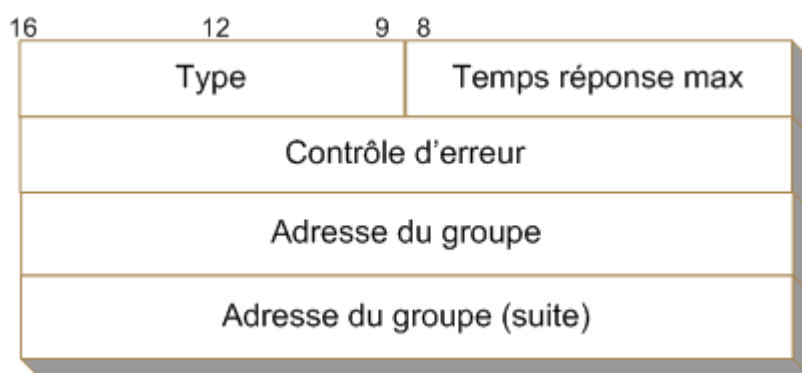 16 12 9 8
Type Temps réponse max
Contrôle d'erreur
Adresse du groupe
Adresse du groupe (suite)